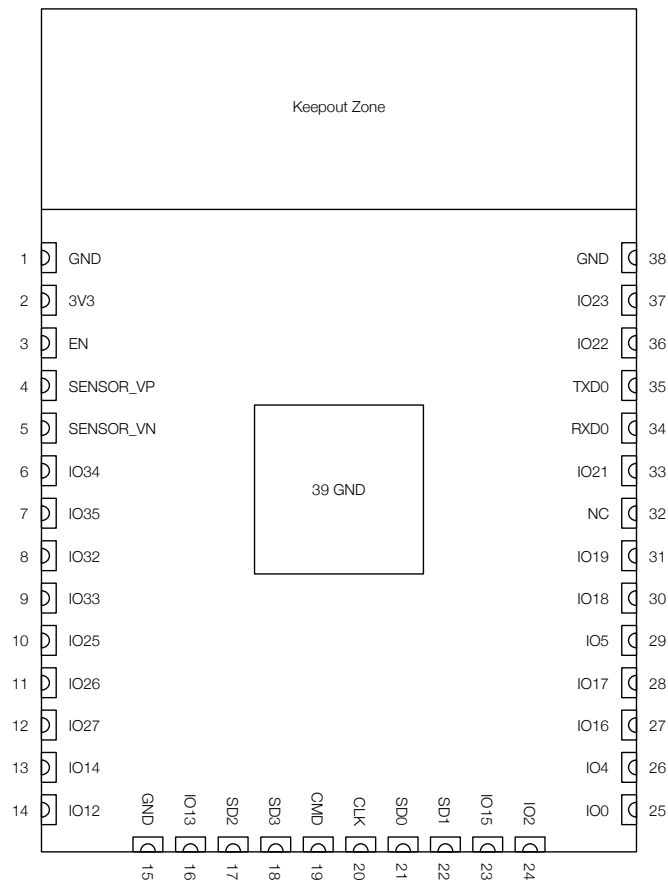 Keepout Zone
1 GND
2 3V3
3 EN
4 SENSOR_VP
5 SENSOR_VN
6 IO34
7 IO35
8 IO32
9 IO33
10 IO25
11 IO26
12 IO27
13 IO14
14 IO12
39 GND
GND 38
IO23 37
IO22 36
TXD0 35
RXD0 34
IO21 33
NC 32
IO19 31
IO18 30
IO5 29
IO17 28
IO16 27
IO4 26
IO0 25
GND 15
IO13 16
SD2 17
SD3 18
CMD 19
CLK 20
SD0 21
SD1 22
IO15 23
IO2 24